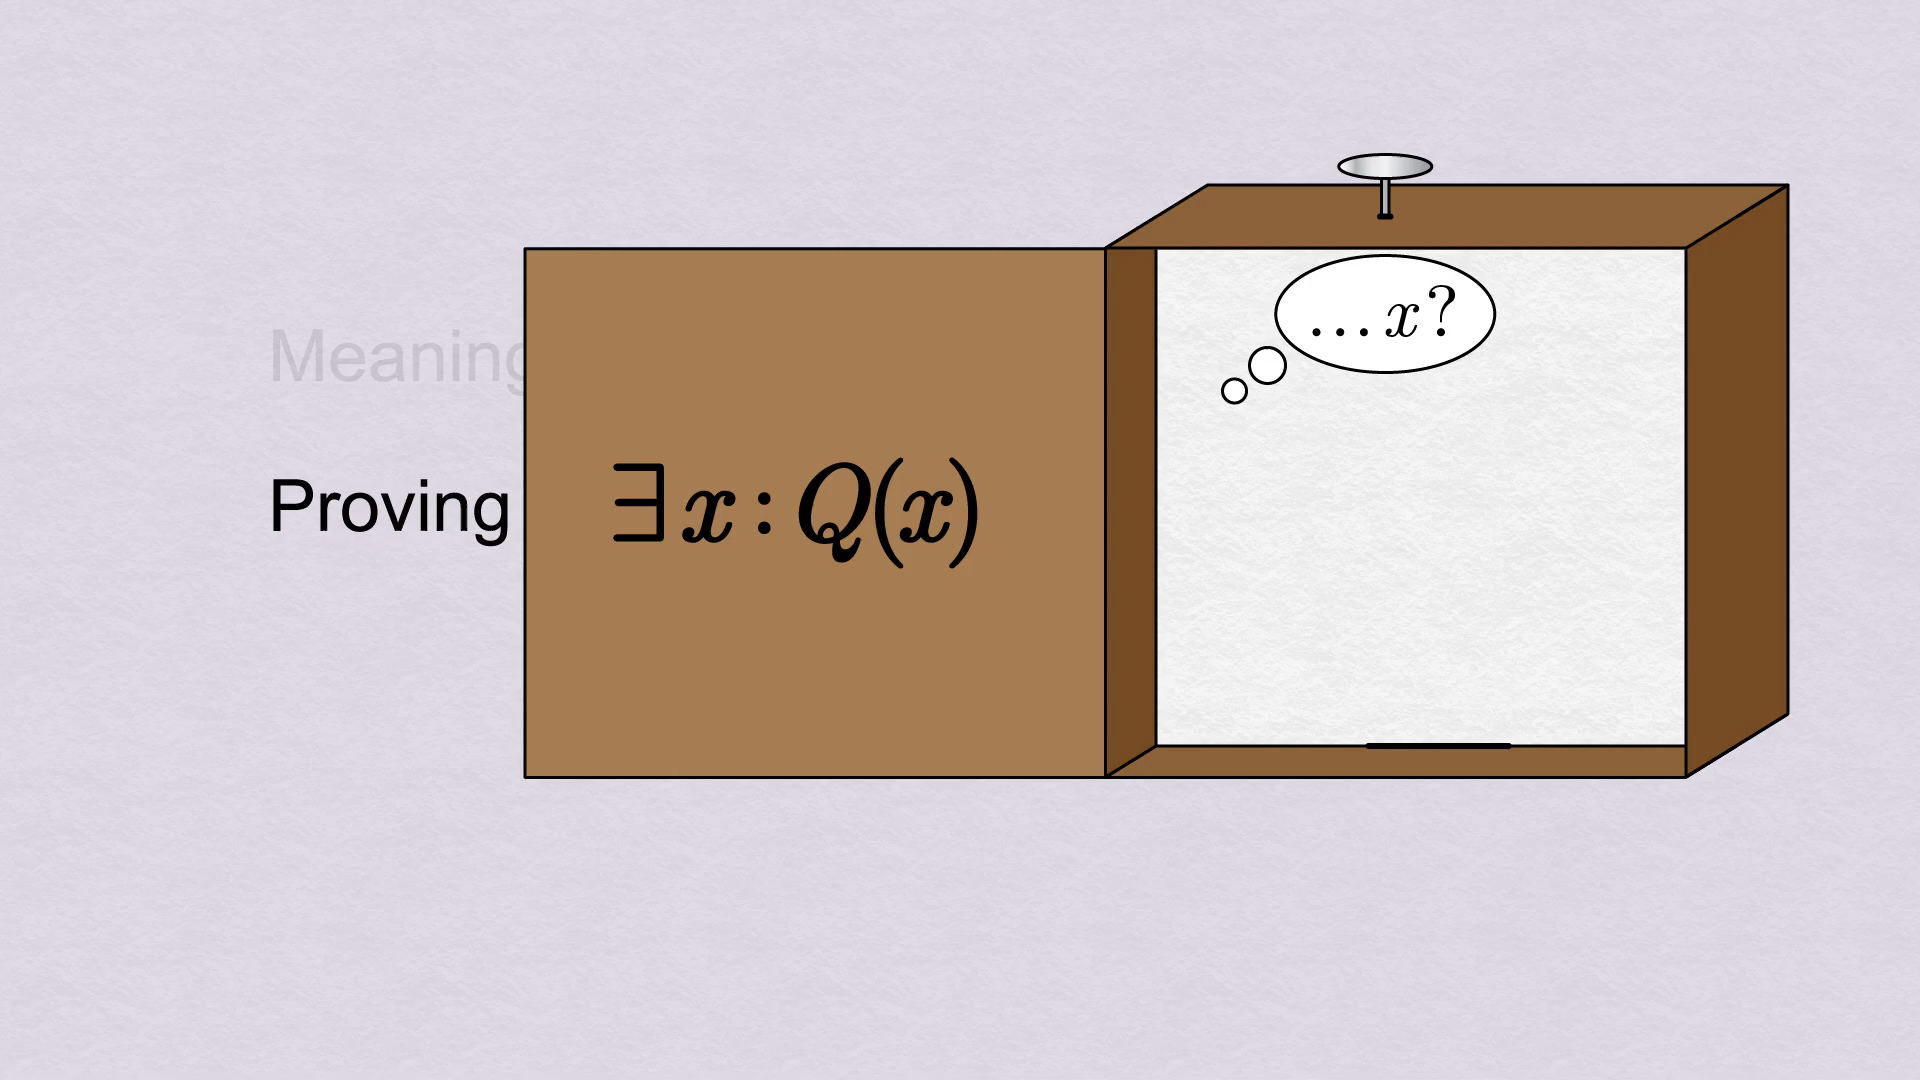 Meaning
Proving
∃x : Q(x)
...x?